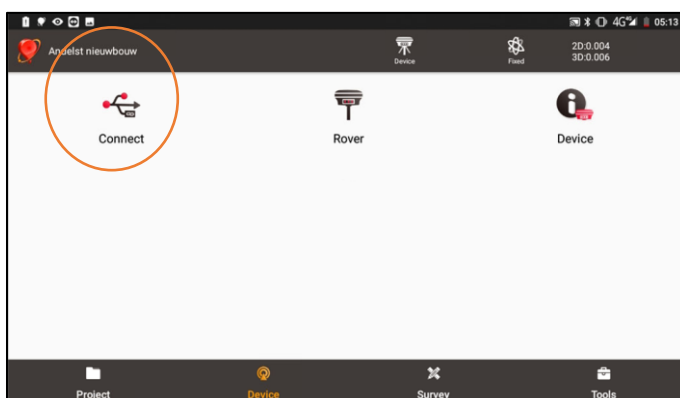 4G 05:13
Andelst nieuwbouw
Device
Fixed
2D:0.004
3D:0.006
Connect
Rover
Device
Project
Device
Survey
Tools